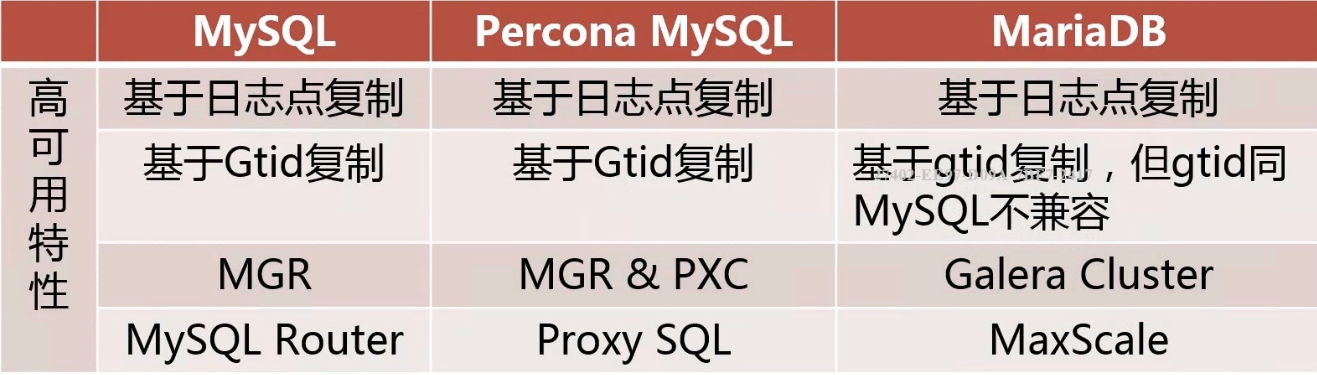 MySQL Percona MySQL MariaDB
高可用特性
基于日志点复制 基于日志点复制 基于日志点复制
基于Gtid复制 基于Gtid复制 基于gtid复制，但gtid同
MySQL不兼容
MGR MGR & PXC Galera Cluster
MySQL Router Proxy SQL MaxScale